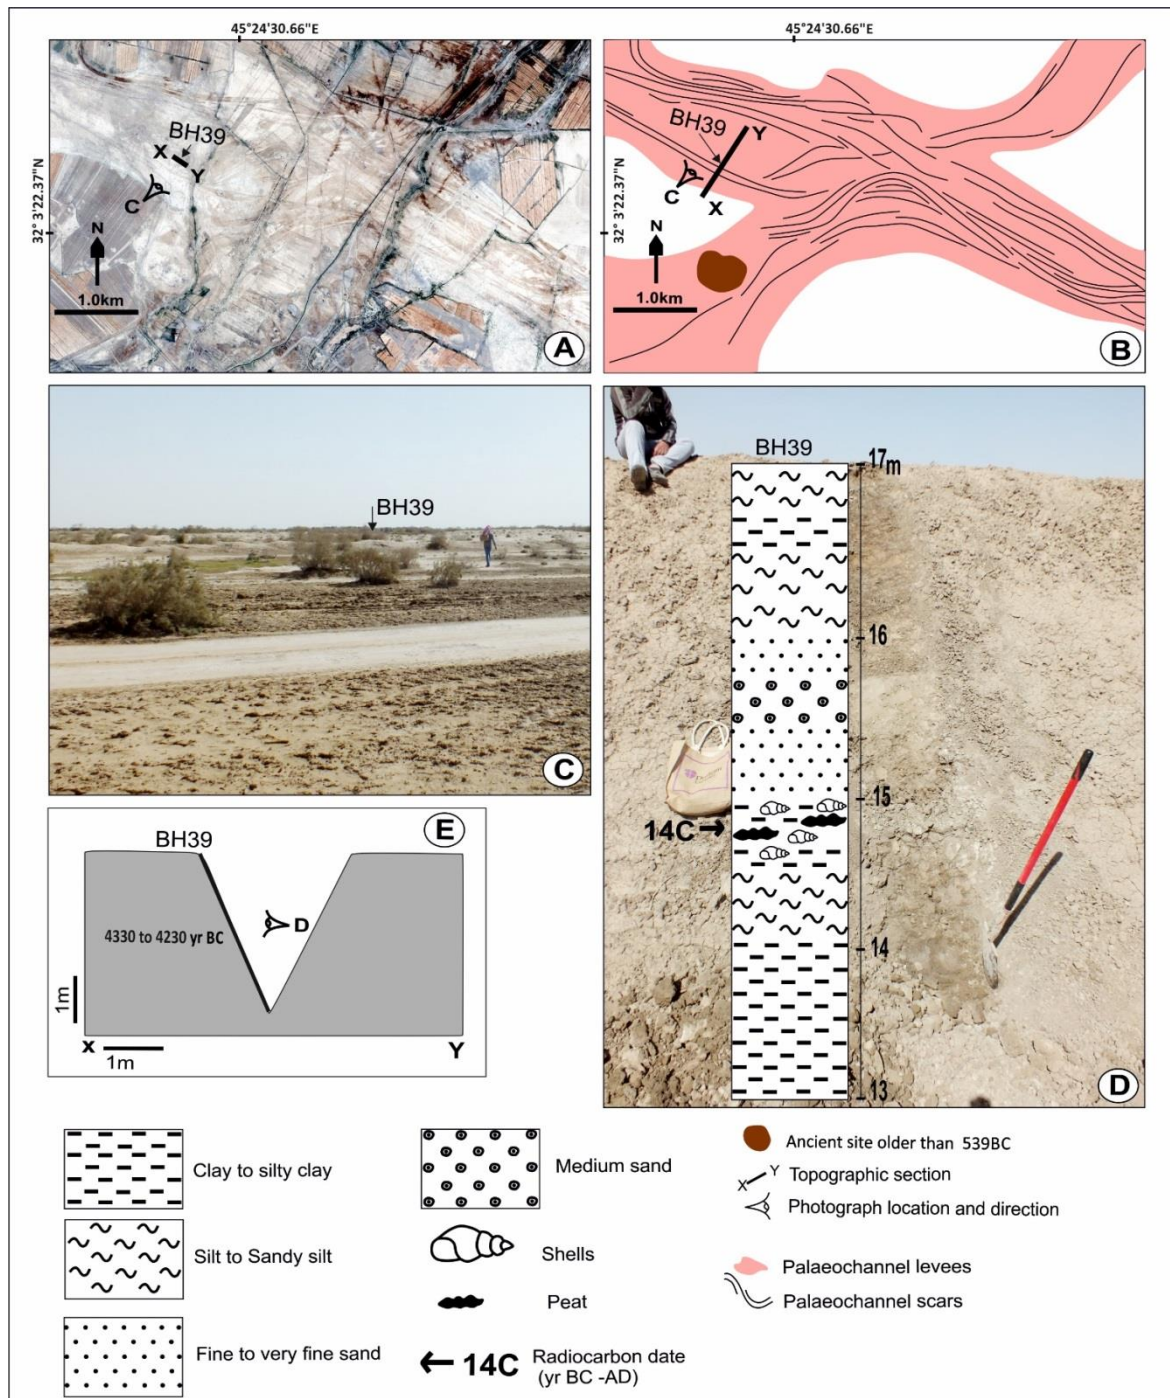 45°24'30.66"E
45°24'30.66"E
32° 3'22.37"N
BH39
X
Y
C
N
1.0km
A
32° 3'22.37"N
BH39
Y
C
X
N
1.0km
B
BH39
C
BH39
17m
16
15
14C →
14
13
D
E
BH39
D
4330 to 4230 yr BC
1m
x
1m
Y
Clay to silty clay
Silt to Sandy silt
Fine to very fine sand
Medium sand
Shells
Peat
← 14C Radiocarbon date
(yr BC -AD)
Ancient site older than 539BC
X Y Topographic section
Photograph location and direction
Palaeochannel levees
Palaeochannel scars